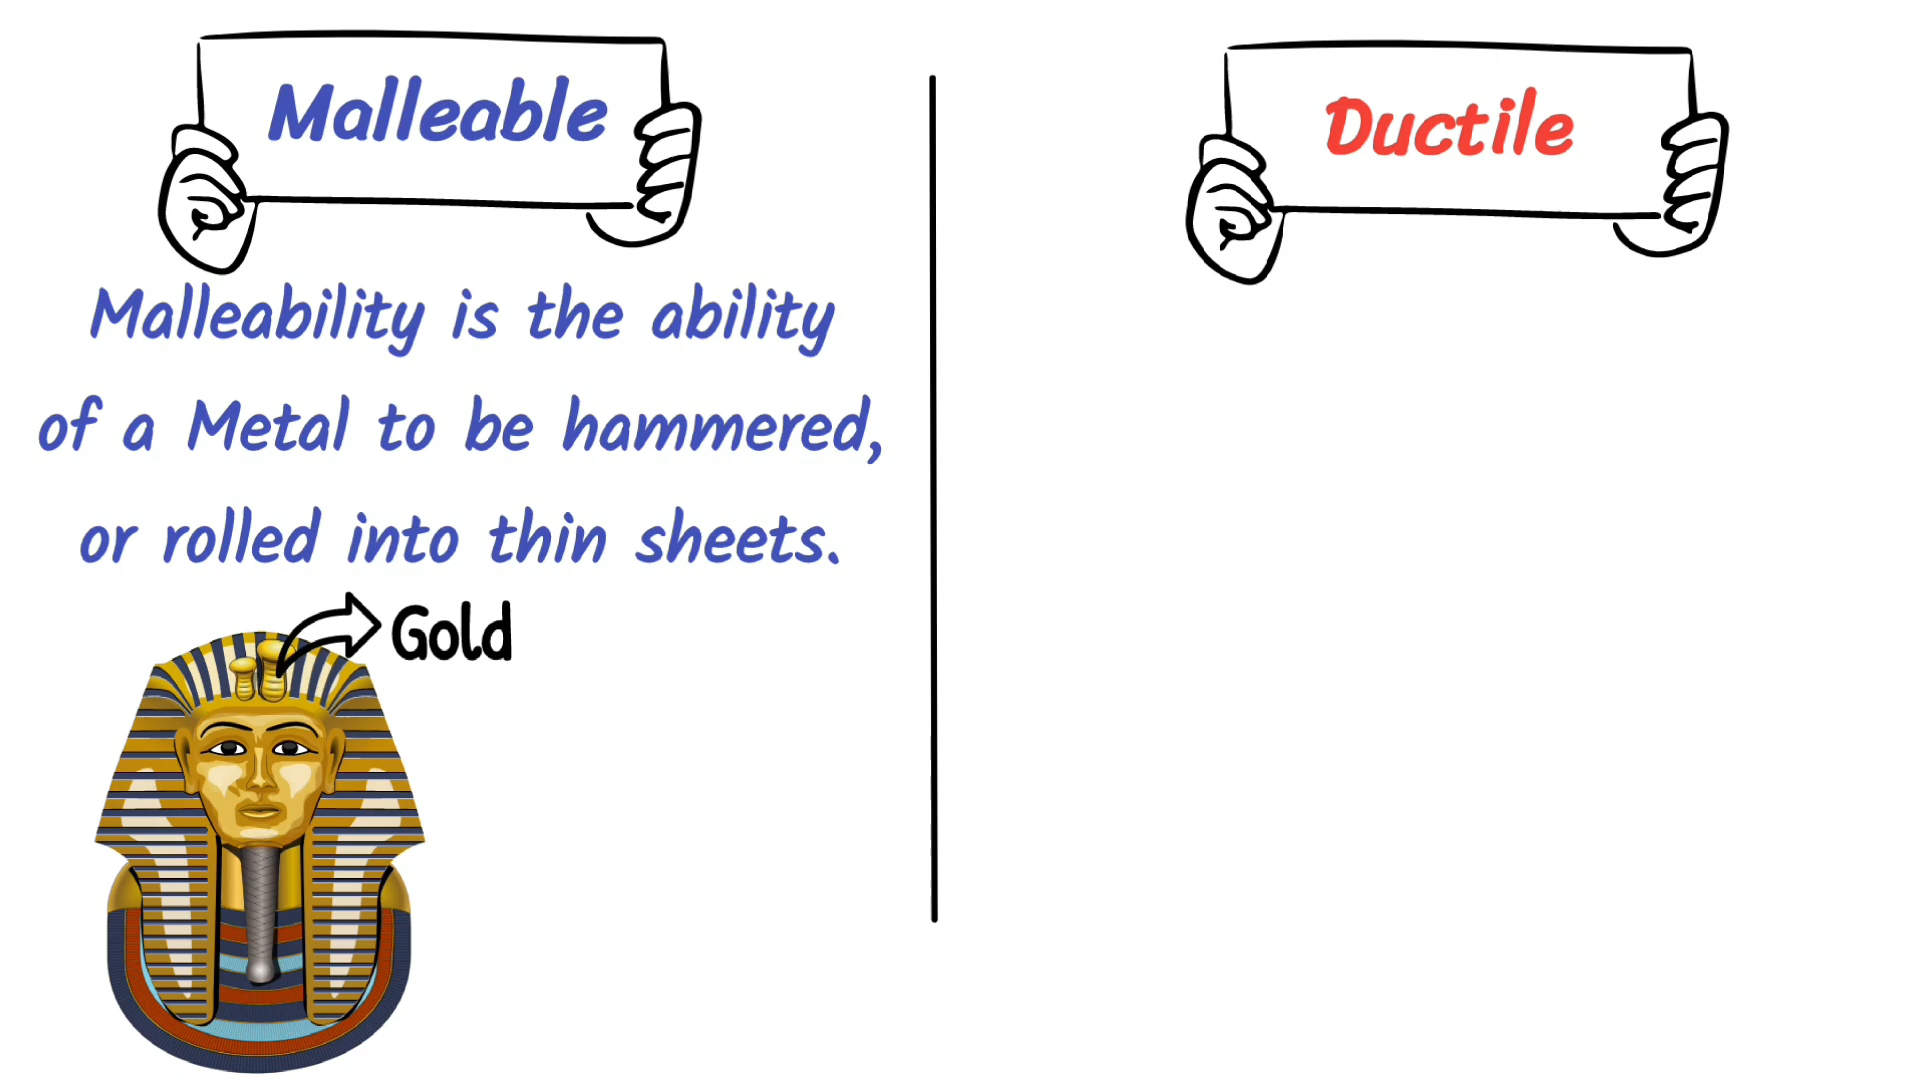 Malleable
Malleability is the ability
of a Metal to be hammered,
or rolled into thin sheets.
Gold
Ductile